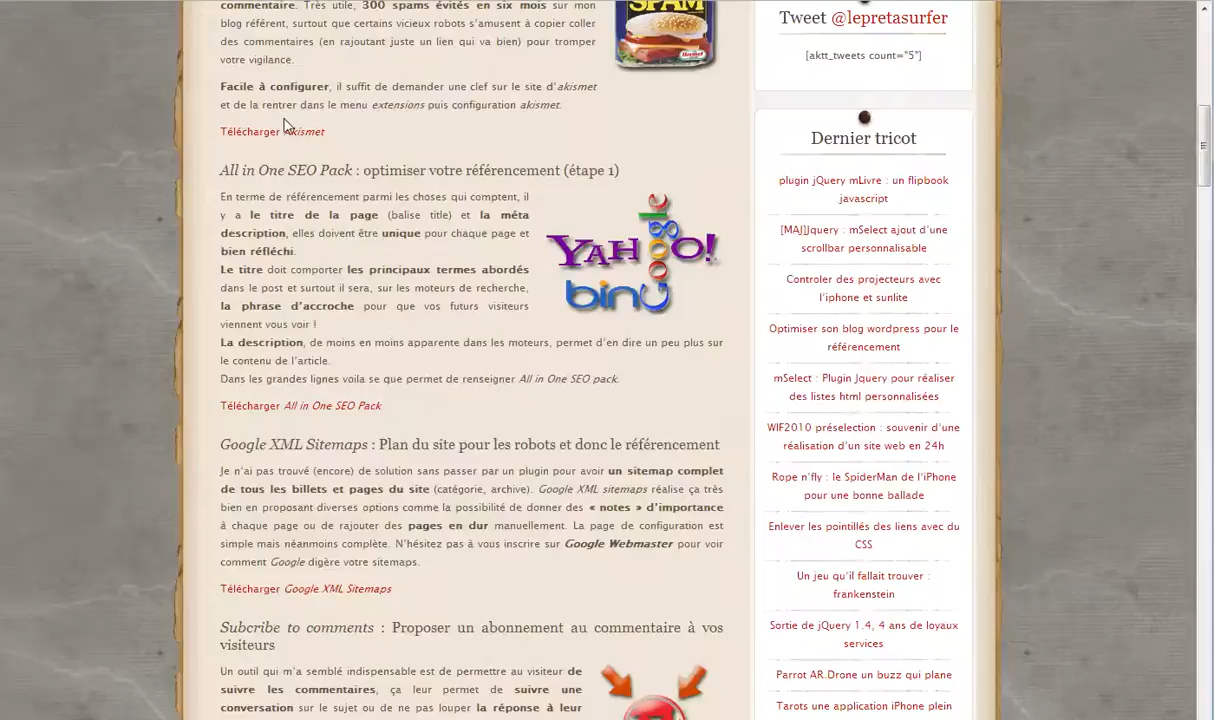 commentaire. Très utile, 300 spams évités en six mois sur mon
blog référent, surtout que certains vicieux robots s'amusent à copier coller
des commentaires (en rajoutant juste un lien qui va bien) pour tromper
votre vigilance.
SPAM
Facile à configurer, il suffit de demander une clef sur le site d'akismet
et de la rentrer dans le menu extensions puis configuration akismet.
Télécharger Akismet
All in One SEO Pack : optimiser votre référencement (étape 1)
En terme de référencement parmi les choses qui comptent, il
y a le titre de la page (balise title) et la méta
description, elles doivent être unique pour chaque page et
bien réfléchi.
Le titre doit comporter les principaux termes abordés
dans le post et surtout il sera, sur les moteurs de recherche,
la phrase d'accroche pour que vos futurs visiteurs
viennent vous voir !
La description, de moins en moins apparente dans les moteurs, permet d'en dire un peu plus sur
le contenu de l'article.
Dans les grandes lignes voila se que permet de renseigner All in One SEO pack.
YAHOO!
Google
bing
Télécharger All in One SEO Pack
Google XML Sitemaps : Plan du site pour les robots et donc le référencement
Je n'ai pas trouvé (encore) de solution sans passer par un plugin pour avoir un sitemap complet
de tous les billets et pages du site (catégorie, archive). Google XML sitemaps réalise ça très
bien en proposant diverses options comme la possibilité de donner des « notes » d'importance
à chaque page ou de rajouter des pages en dur manuellement. La page de configuration est
simple mais néanmoins complète. N'hésitez pas à vous inscrire sur Google Webmaster pour voir
comment Google digère votre sitemaps.
Télécharger Google XML Sitemaps
Subcribe to comments : Proposer un abonnement au commentaire à vos
visiteurs
Un outil qui m'a semblé indispensable est de permettre au visiteur de
suivre les commentaires, ça leur permet de suivre une
conversation sur le sujet ou de ne pas louper la réponse à leur
Tweet @lepretasurfer
[aktt_tweets count="5"]
Dernier tricot
plugin jQuery mLivre : un flipbook
javascript
[MAJ]Jquery : mSelect ajout d'une
scrollbar personnalisable
Controler des projecteurs avec
l'iphone et sunlite
Optimiser son blog wordpress pour le
référencement
mSelect : Plugin Jquery pour réaliser
des listes html personnalisées
WIF2010 préselection : souvenir d'une
réalisation d'un site web en 24h
Rope n'fly : le SpiderMan de l'iPhone
pour une bonne ballade
Enlever les pointillés des liens avec du
CSS
Un jeu qu'il fallait trouver :
frankenstein
Sortie de jQuery 1.4, 4 ans de loyaux
services
Parrot AR.Drone un buzz qui plane
Tarots une application iPhone plein